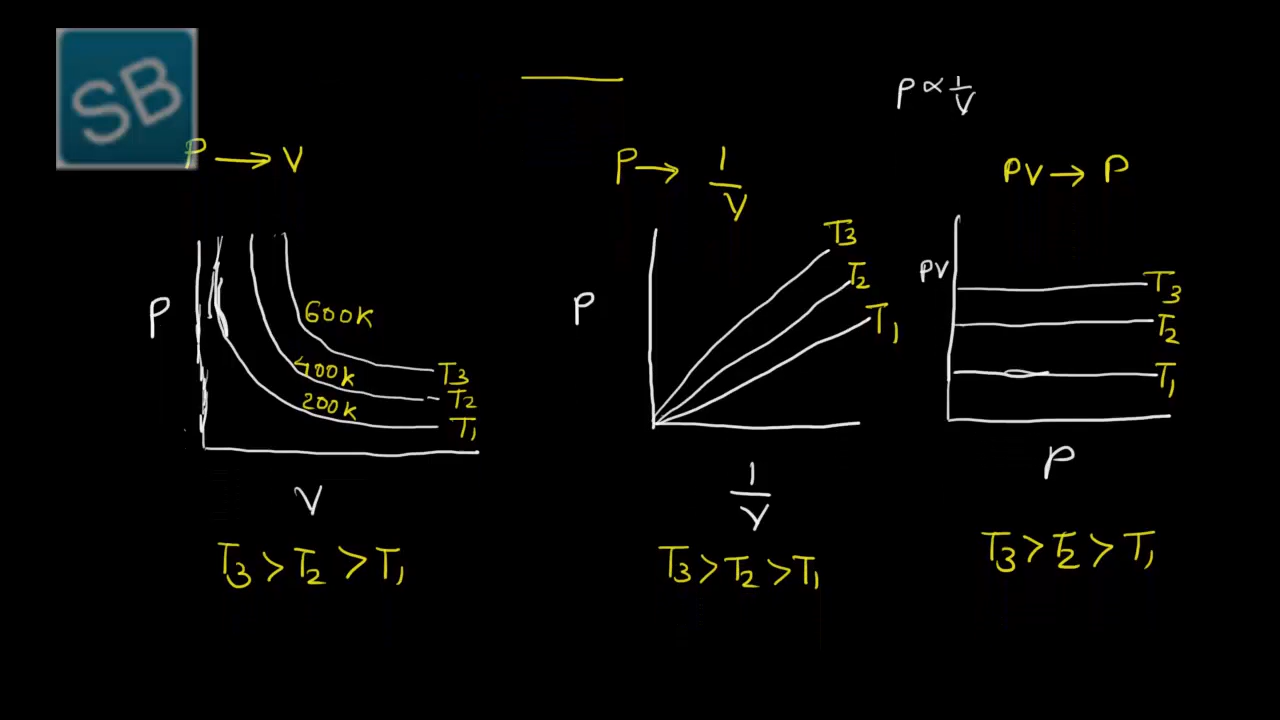 SB
P ∝ 1/V
P → V
P → 1/V
PV → P
P
600K
400K
200K
T3
T2
T1
V
T3 > T2 > T1
P
T3
T2
T1
1/V
T3 > T2 > T1
PV
T3
T2
T1
P
T3 > T2 > T1